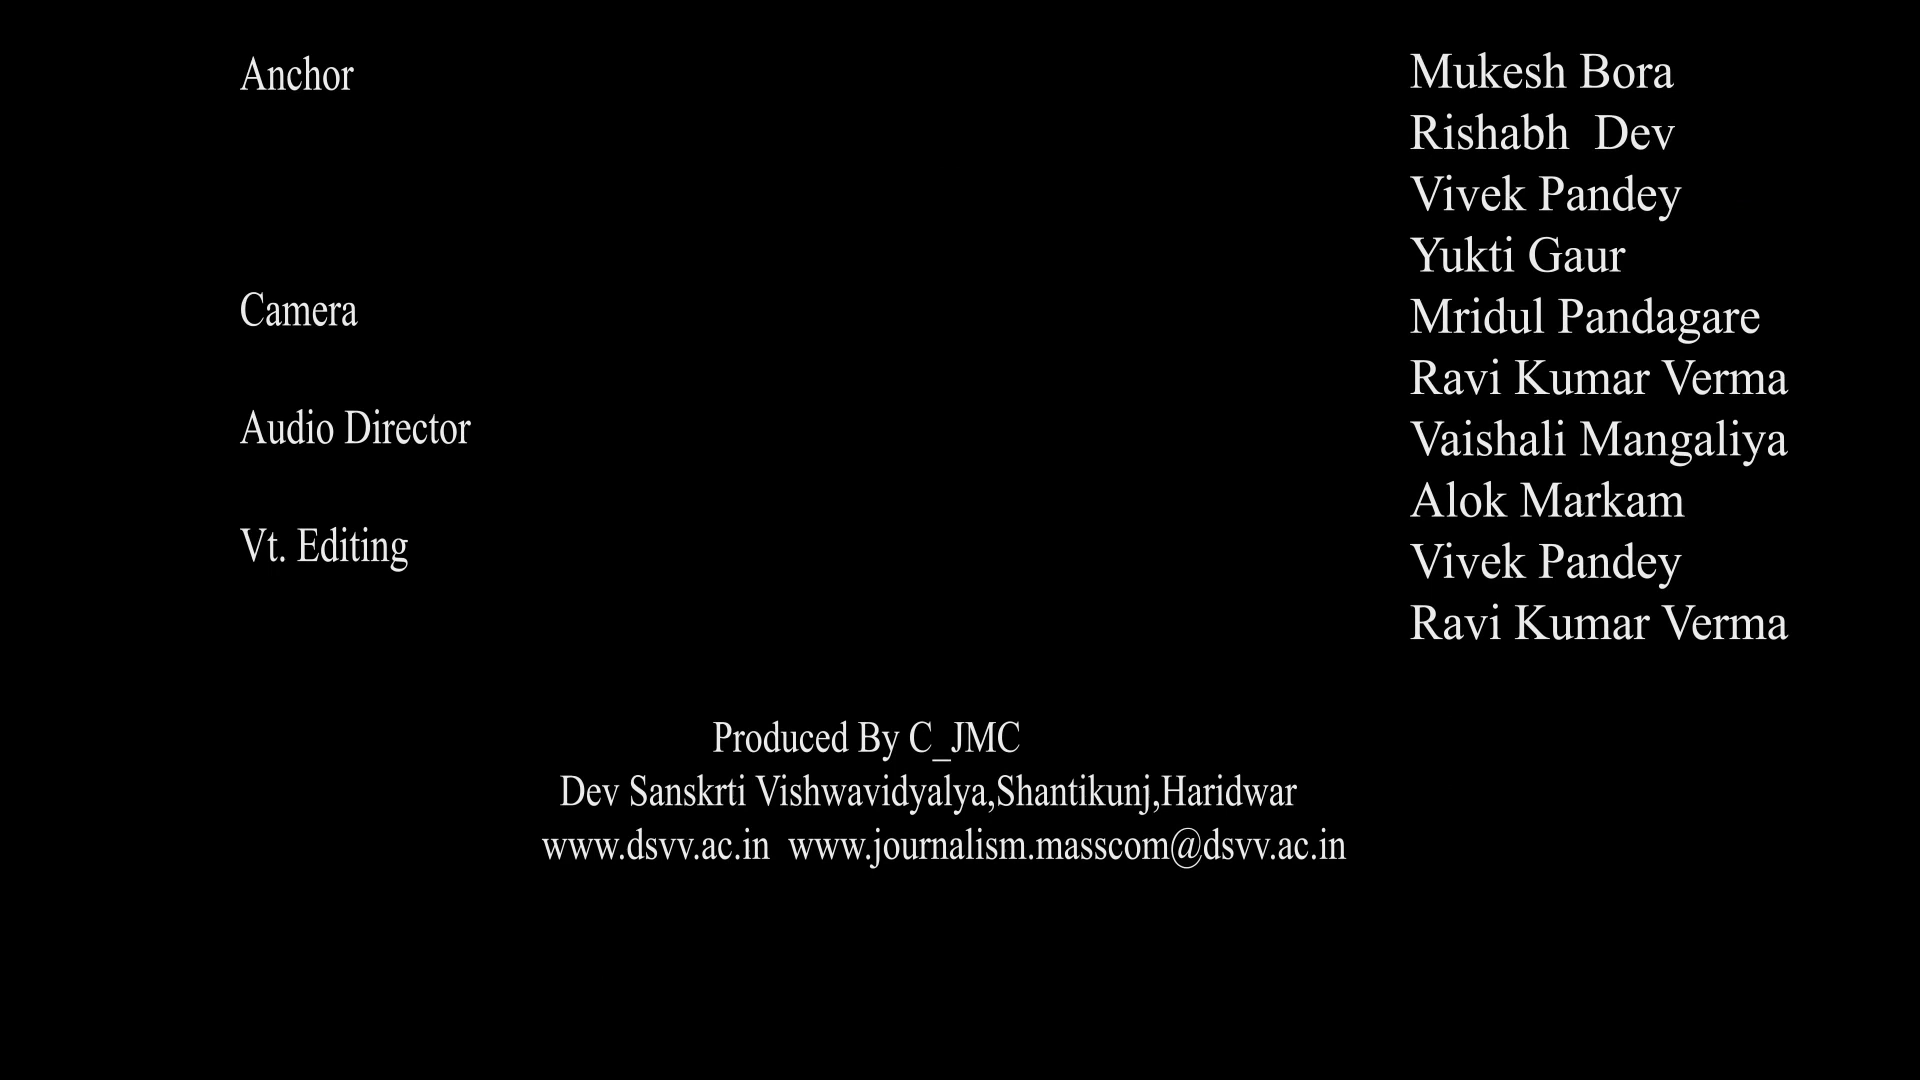 Anchor
Mukesh Bora
Rishabh  Dev
Vivek Pandey
Yukti Gaur
Camera
Mridul Pandagare
Ravi Kumar Verma
Audio Director
Vaishali Mangaliya
Alok Markam
Vt. Editing
Vivek Pandey
Ravi Kumar Verma
Produced By C_JMC
Dev Sanskrti Vishwavidyalya,Shantikunj,Haridwar
www.dsvv.ac.in  www.journalism.masscom@dsvv.ac.in